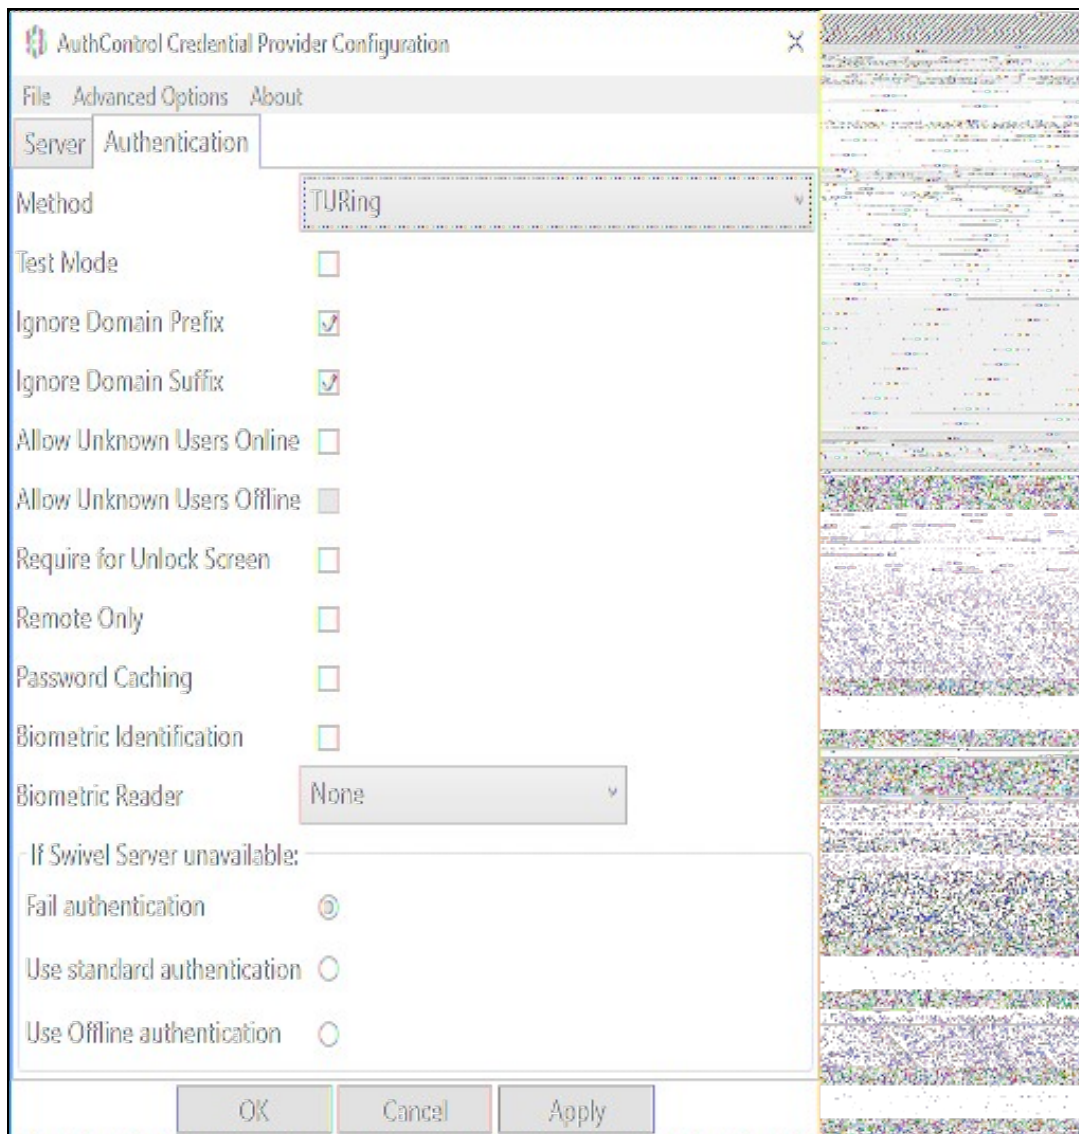 AuthControl Credential Provider Configuration
File Advanced Options About
Server Authentication
Method TURing
Test Mode
Ignore Domain Prefix
Ignore Domain Suffix
Allow Unknown Users Online
Allow Unknown Users Offline
Require for Unlock Screen
Remote Only
Password Caching
Biometric Identification
Biometric Reader None
If Swivel Server unavailable:
Fail authentication
Use standard authentication
Use Offline authentication
OK Cancel Apply